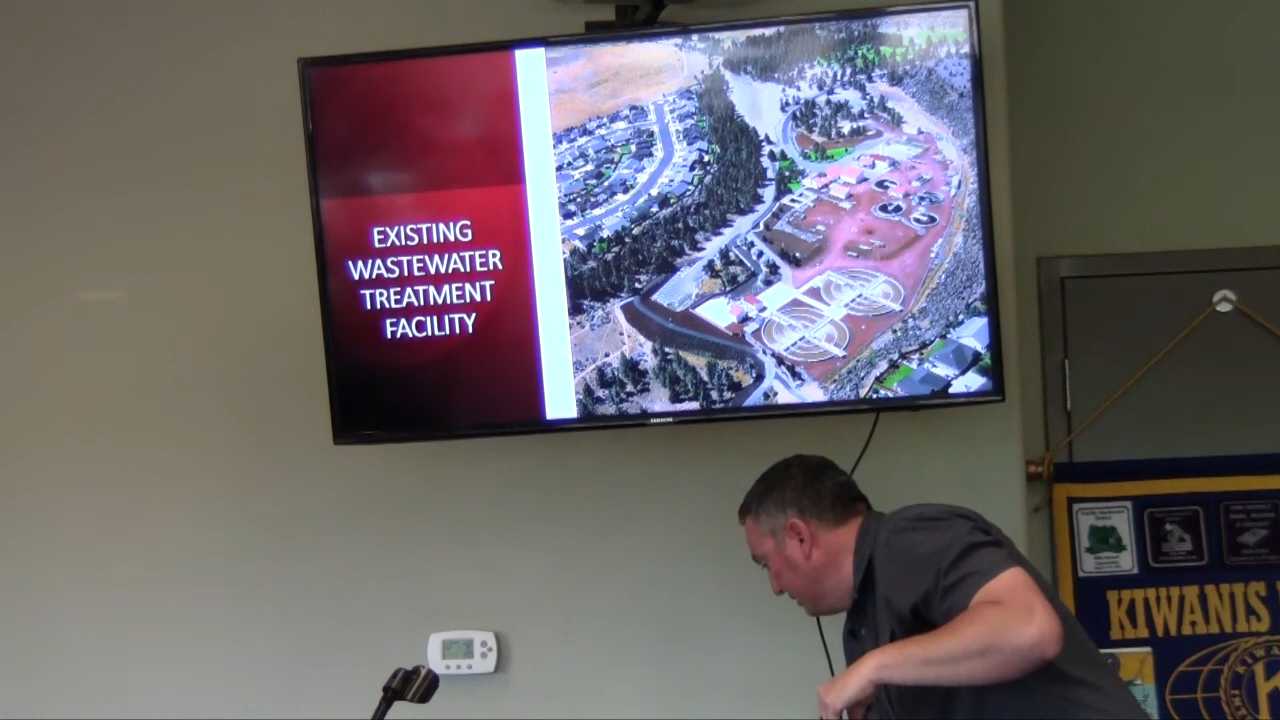 EXISTING
WASTEWATER
TREATMENT
FACILITY
SAMSUNG
KIWANIS